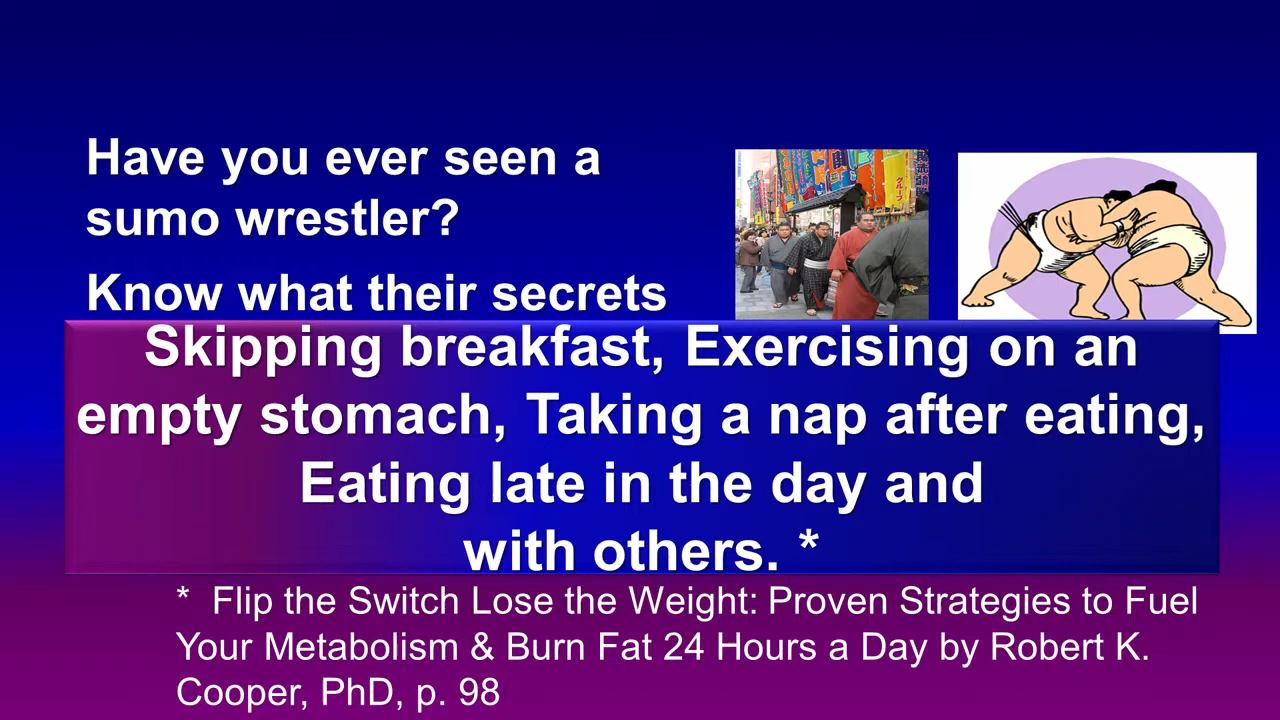 Have you ever seen a
sumo wrestler?
Know what their secrets
Skipping breakfast, Exercising on an
empty stomach, Taking a nap after eating,
Eating late in the day and
with others. *
* Flip the Switch Lose the Weight: Proven Strategies to Fuel
Your Metabolism & Burn Fat 24 Hours a Day by Robert K.
Cooper, PhD, p. 98